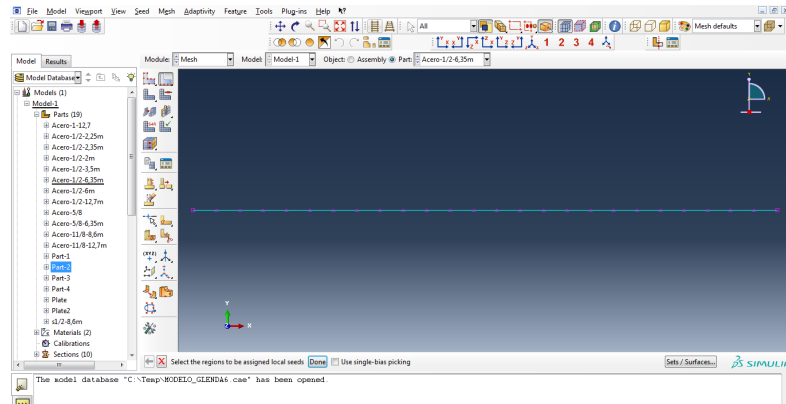 File Model Viewport View Seed Mesh Adaptivity Feature Tools Plug-ins Help
All Mesh defaults
1 2 3 4
Model Results Module: Mesh Model: Model-1 Object: Assembly Part: Acero-1/2-6,35m
Model Database
Models (1)
Model-1
Parts (19)
Acero-1-12,7
Acero-1/2-2,25m
Acero-1/2-2,35m
Acero-1/2-2m
Acero-1/2-3,5m
Acero-1/2-6,35m
Acero-1/2-6m
Acero-1/2-12,7m
Acero-5/8
Acero-5/8-6,35m
Acero-11/8-8,6m
Acero-11/8-12,7m
Part-1
Part-2
Part-3
Part-4
Plate
Plate2
s1/2-8,6m
Materials (2)
Calibrations
Sections (10)
(XYZ)
Y
X
Select the regions to be assigned local seeds Done Use single-bias picking Sets / Surfaces... SIMULIA
The model database "C:\Temp\MODELO_GLENDA6.cae" has been opened.